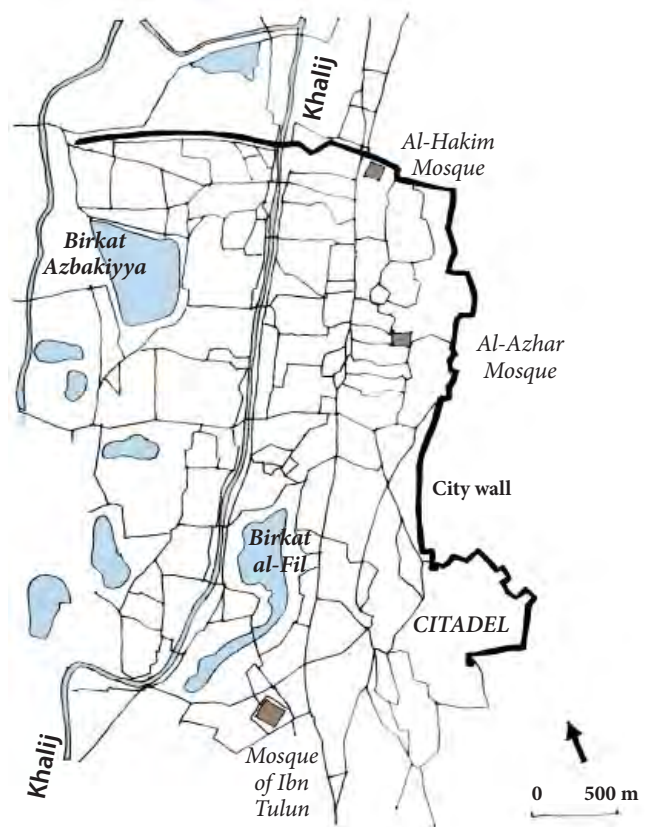 Khalij
Al-Hakim
Mosque
Birkat
Azbakiyya
Al-Azhar
Mosque
City wall
Birkat
al-Fil
CITADEL
Khalij
Mosque
of Ibn
Tulun
0 500 m